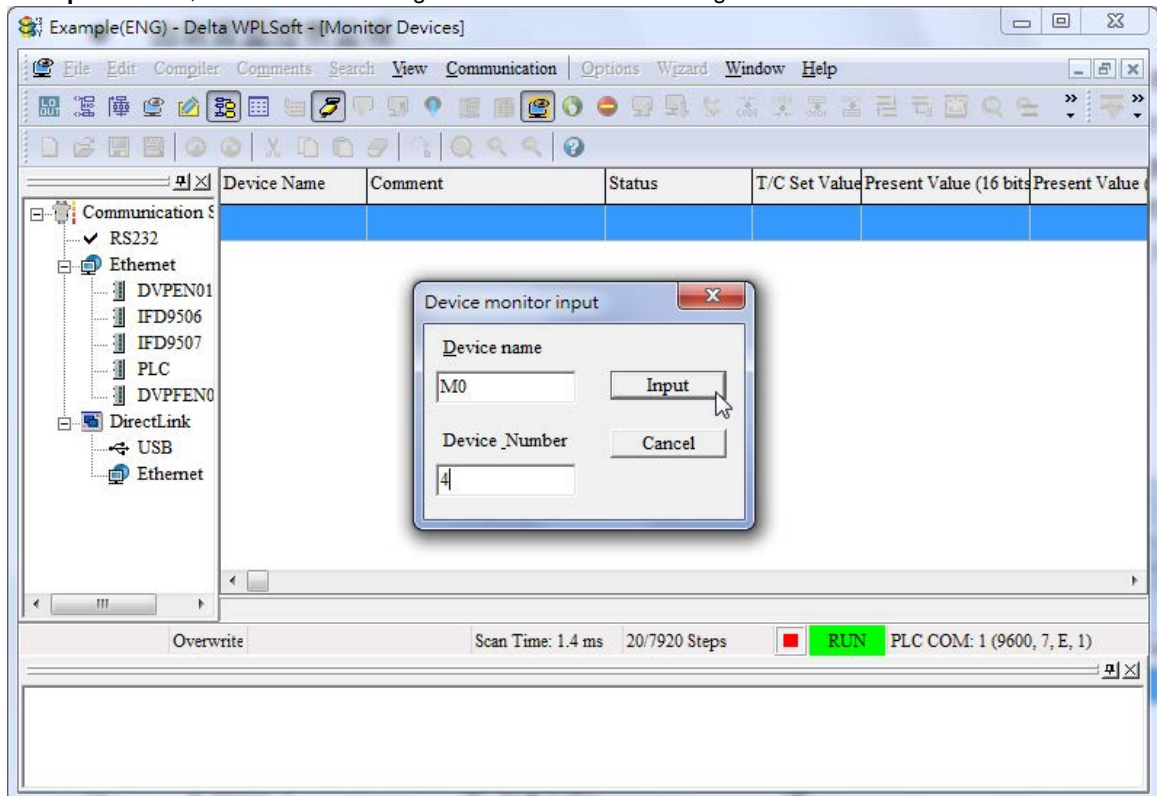 Example(ENG) - Delta WPLSoft - [Monitor Devices]
File Edit Compiler Comments Search View Communication Options Wizard Window Help
Device Name Comment Status T/C Set Value Present Value (16 bits Present Value (
Communication S
RS232
Ethernet
DVPEN01
IFD9506
IFD9507
PLC
DVPFEN0
DirectLink
USB
Ethernet
Device monitor input
Device name
M0 Input
Device _Number Cancel
4
Overwrite Scan Time: 1.4 ms 20/7920 Steps RUN PLC COM: 1 (9600, 7, E, 1)